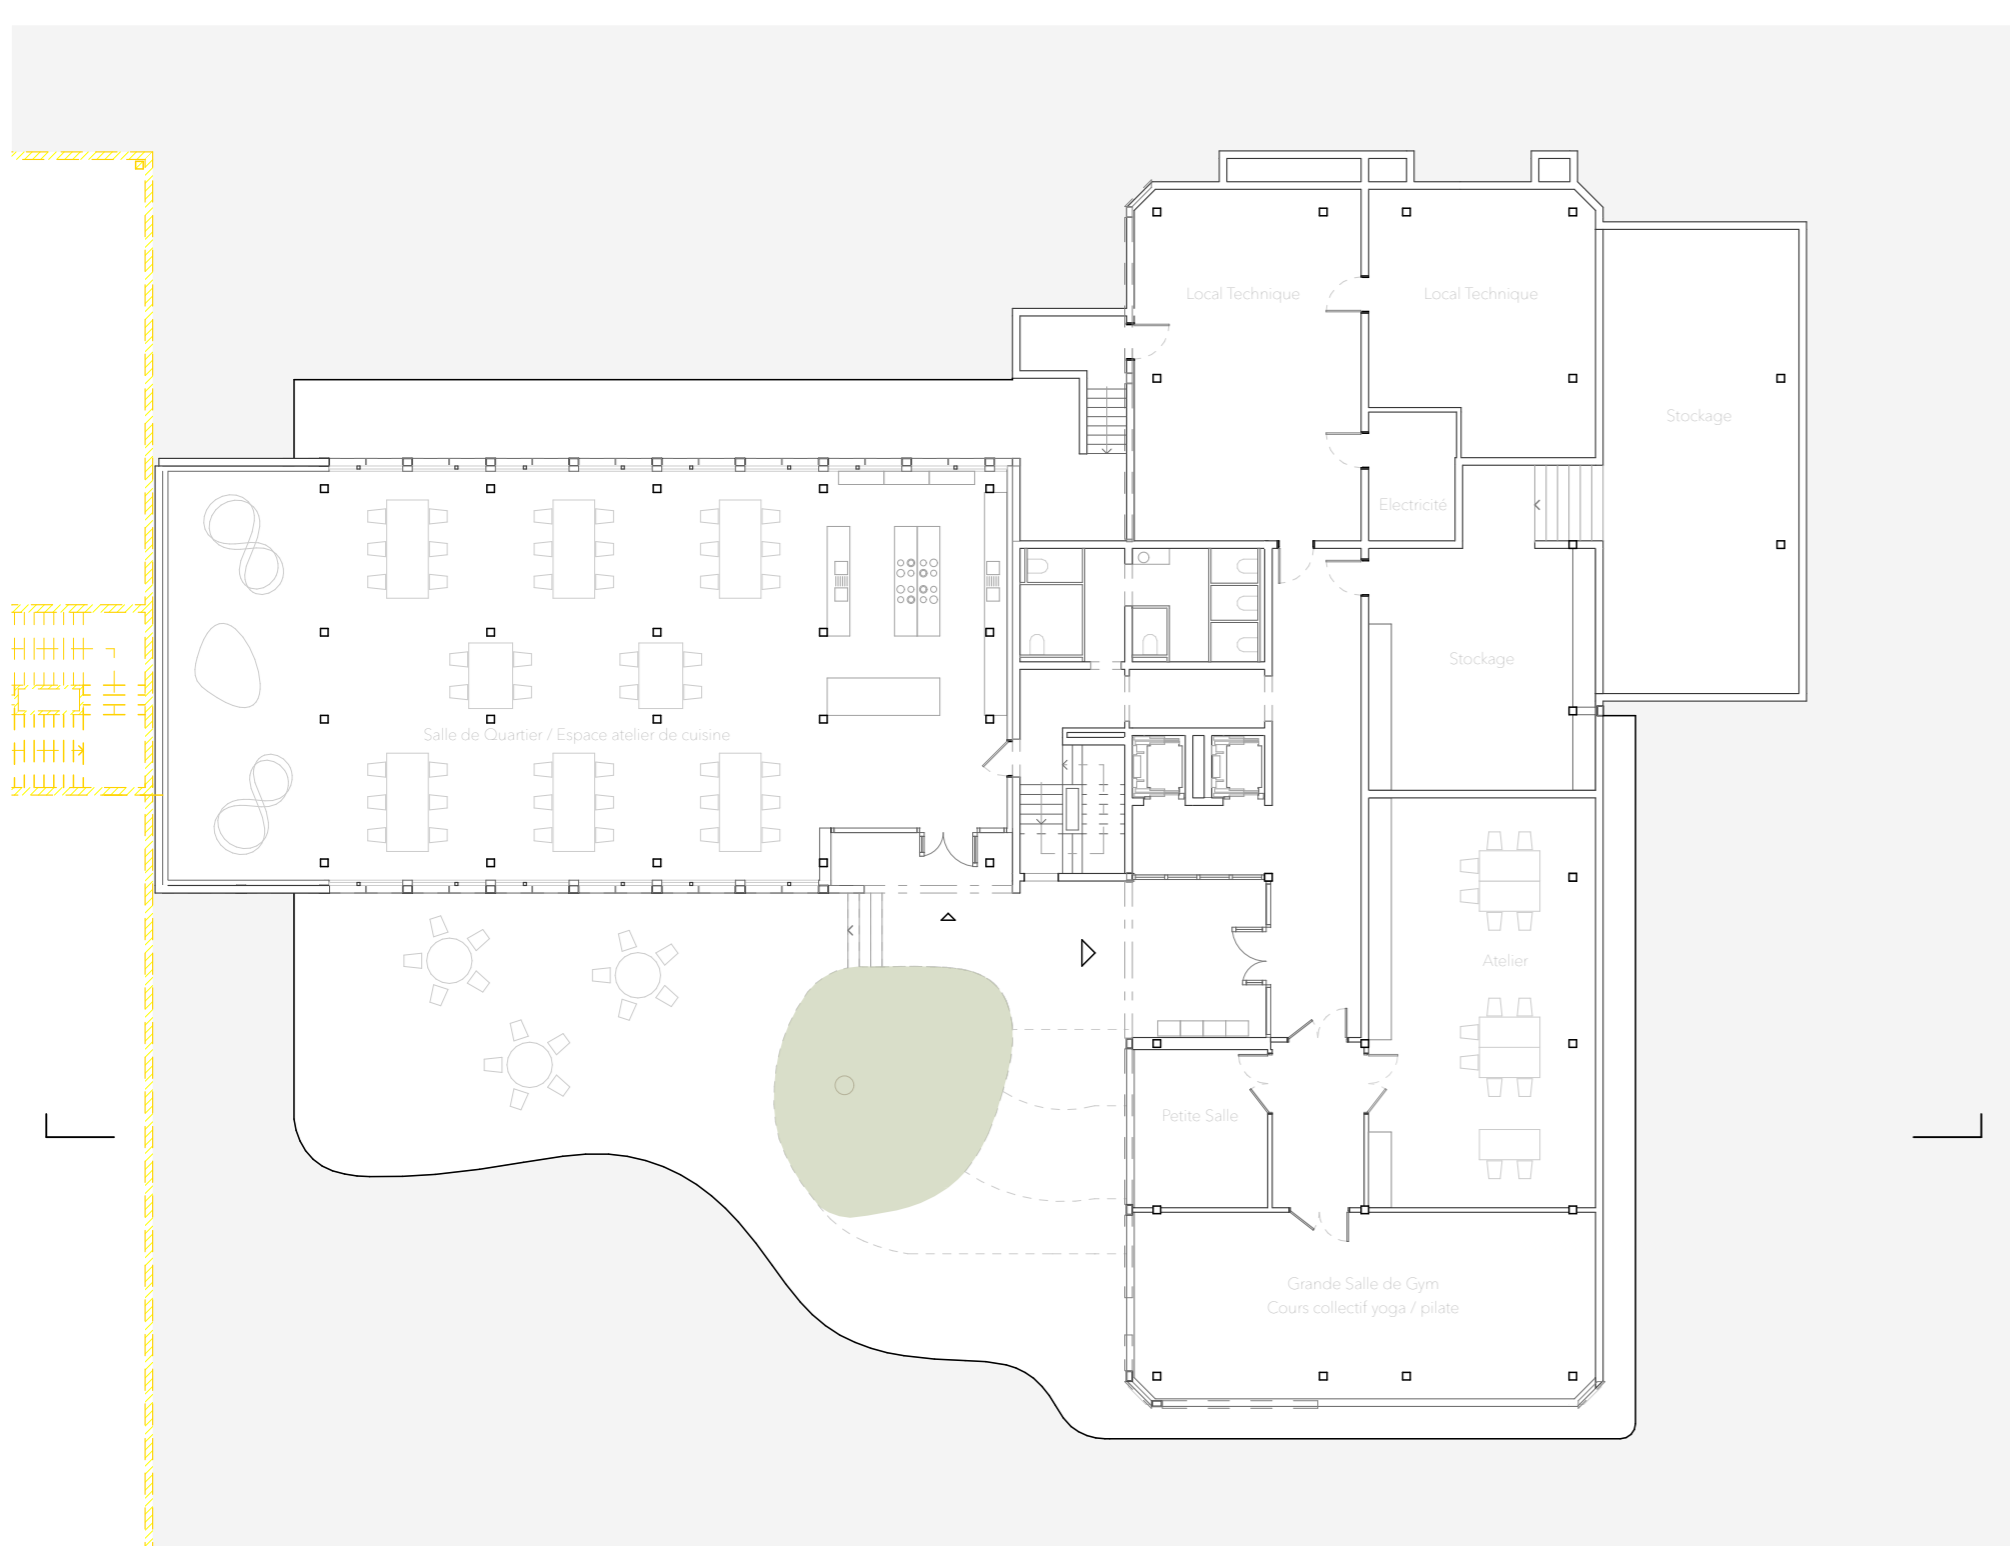 Local Technique
Local Technique
Stockage
Electricité
Stockage
Salle de Quartier / Espace atelier de cuisine
Atelier
Petite Salle
Grande Salle de Gym
Cours collectif yoga / pilate